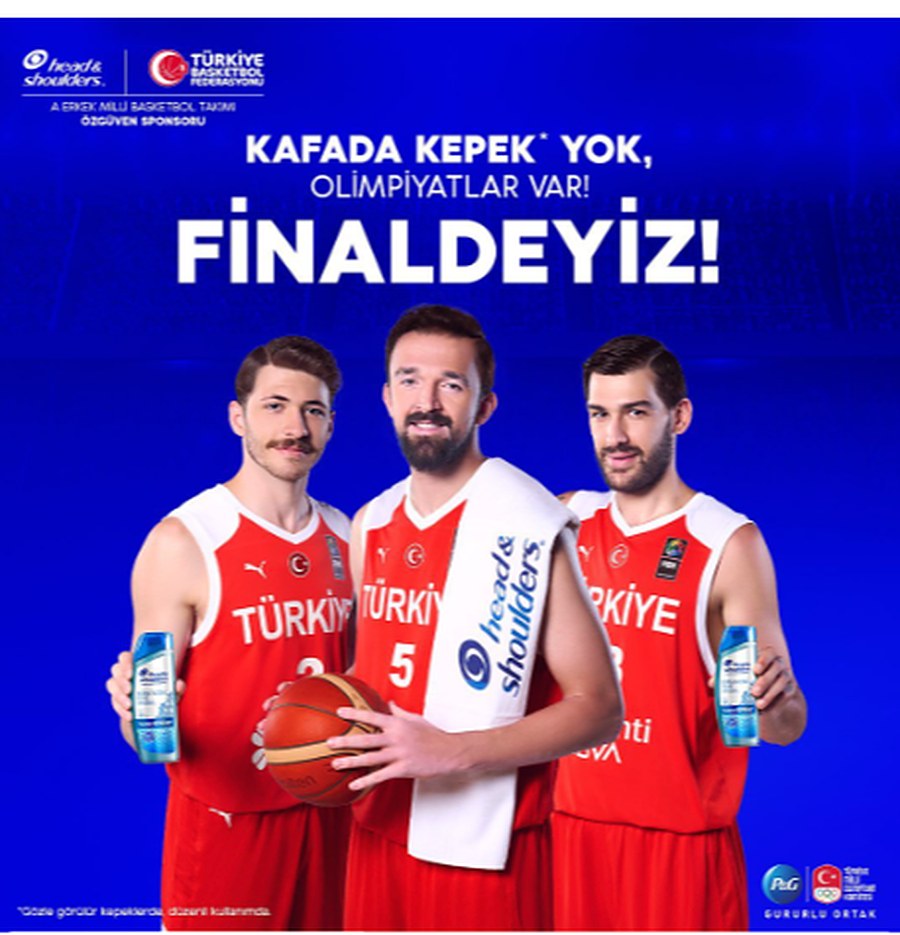 head&
shoulders.
TÜRKİYE
BASKETBOL
FEDERASYONU
A ERKEK MİLLİ BASKETBOL TAKIMI
ÖZGÜVEN SPONSORU
KAFADA KEPEK* YOK,
OLİMPİYATLAR VAR!
FİNALDEYİZ!
TÜRKİYE
TÜRKİY
5
head&
shoulders.
RKİYE
*Gözle görülür kepeklerde, düzenli kullanımda.
P&G
GURURLU ORTAK